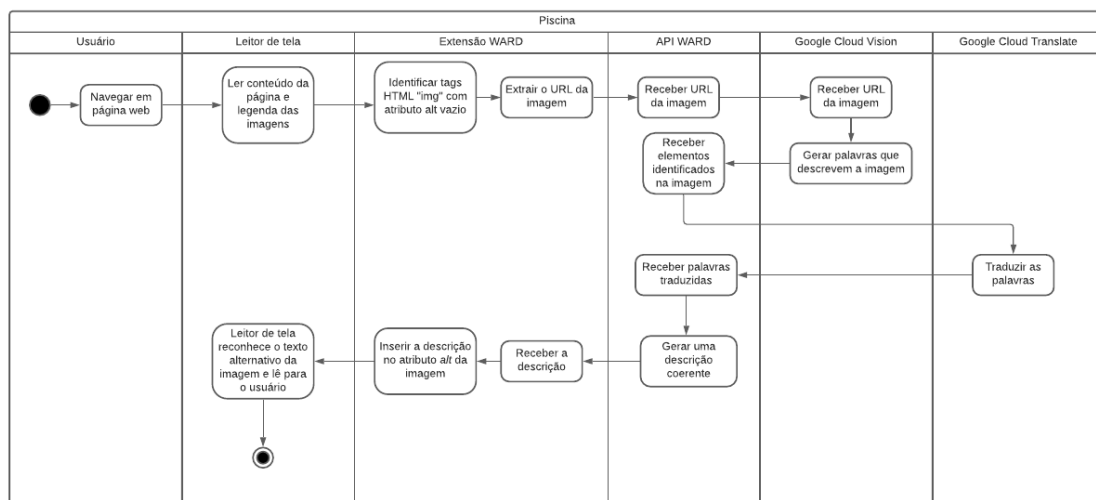 Piscina
Usuário
Leitor de tela
Extensão WARD
API WARD
Google Cloud Vision
Google Cloud Translate
Navegar em
página web
Ler conteúdo da
página e
legenda das
imagens
Identificar tags
HTML "img" com
atributo alt vazio
Extrair o URL da
imagem
Receber URL
da imagem
Receber URL
da imagem
Gerar palavras que
descrevem a imagem
Receber
elementos
identificados
na imagem
Traduzir as
palavras
Receber palavras
traduzidas
Gerar uma
descrição
coerente
Receber a
descrição
Inserir a descrição
no atributo alt da
imagem
Leitor de tela
reconhece o texto
alternativo da
imagem e lê para
o usuário